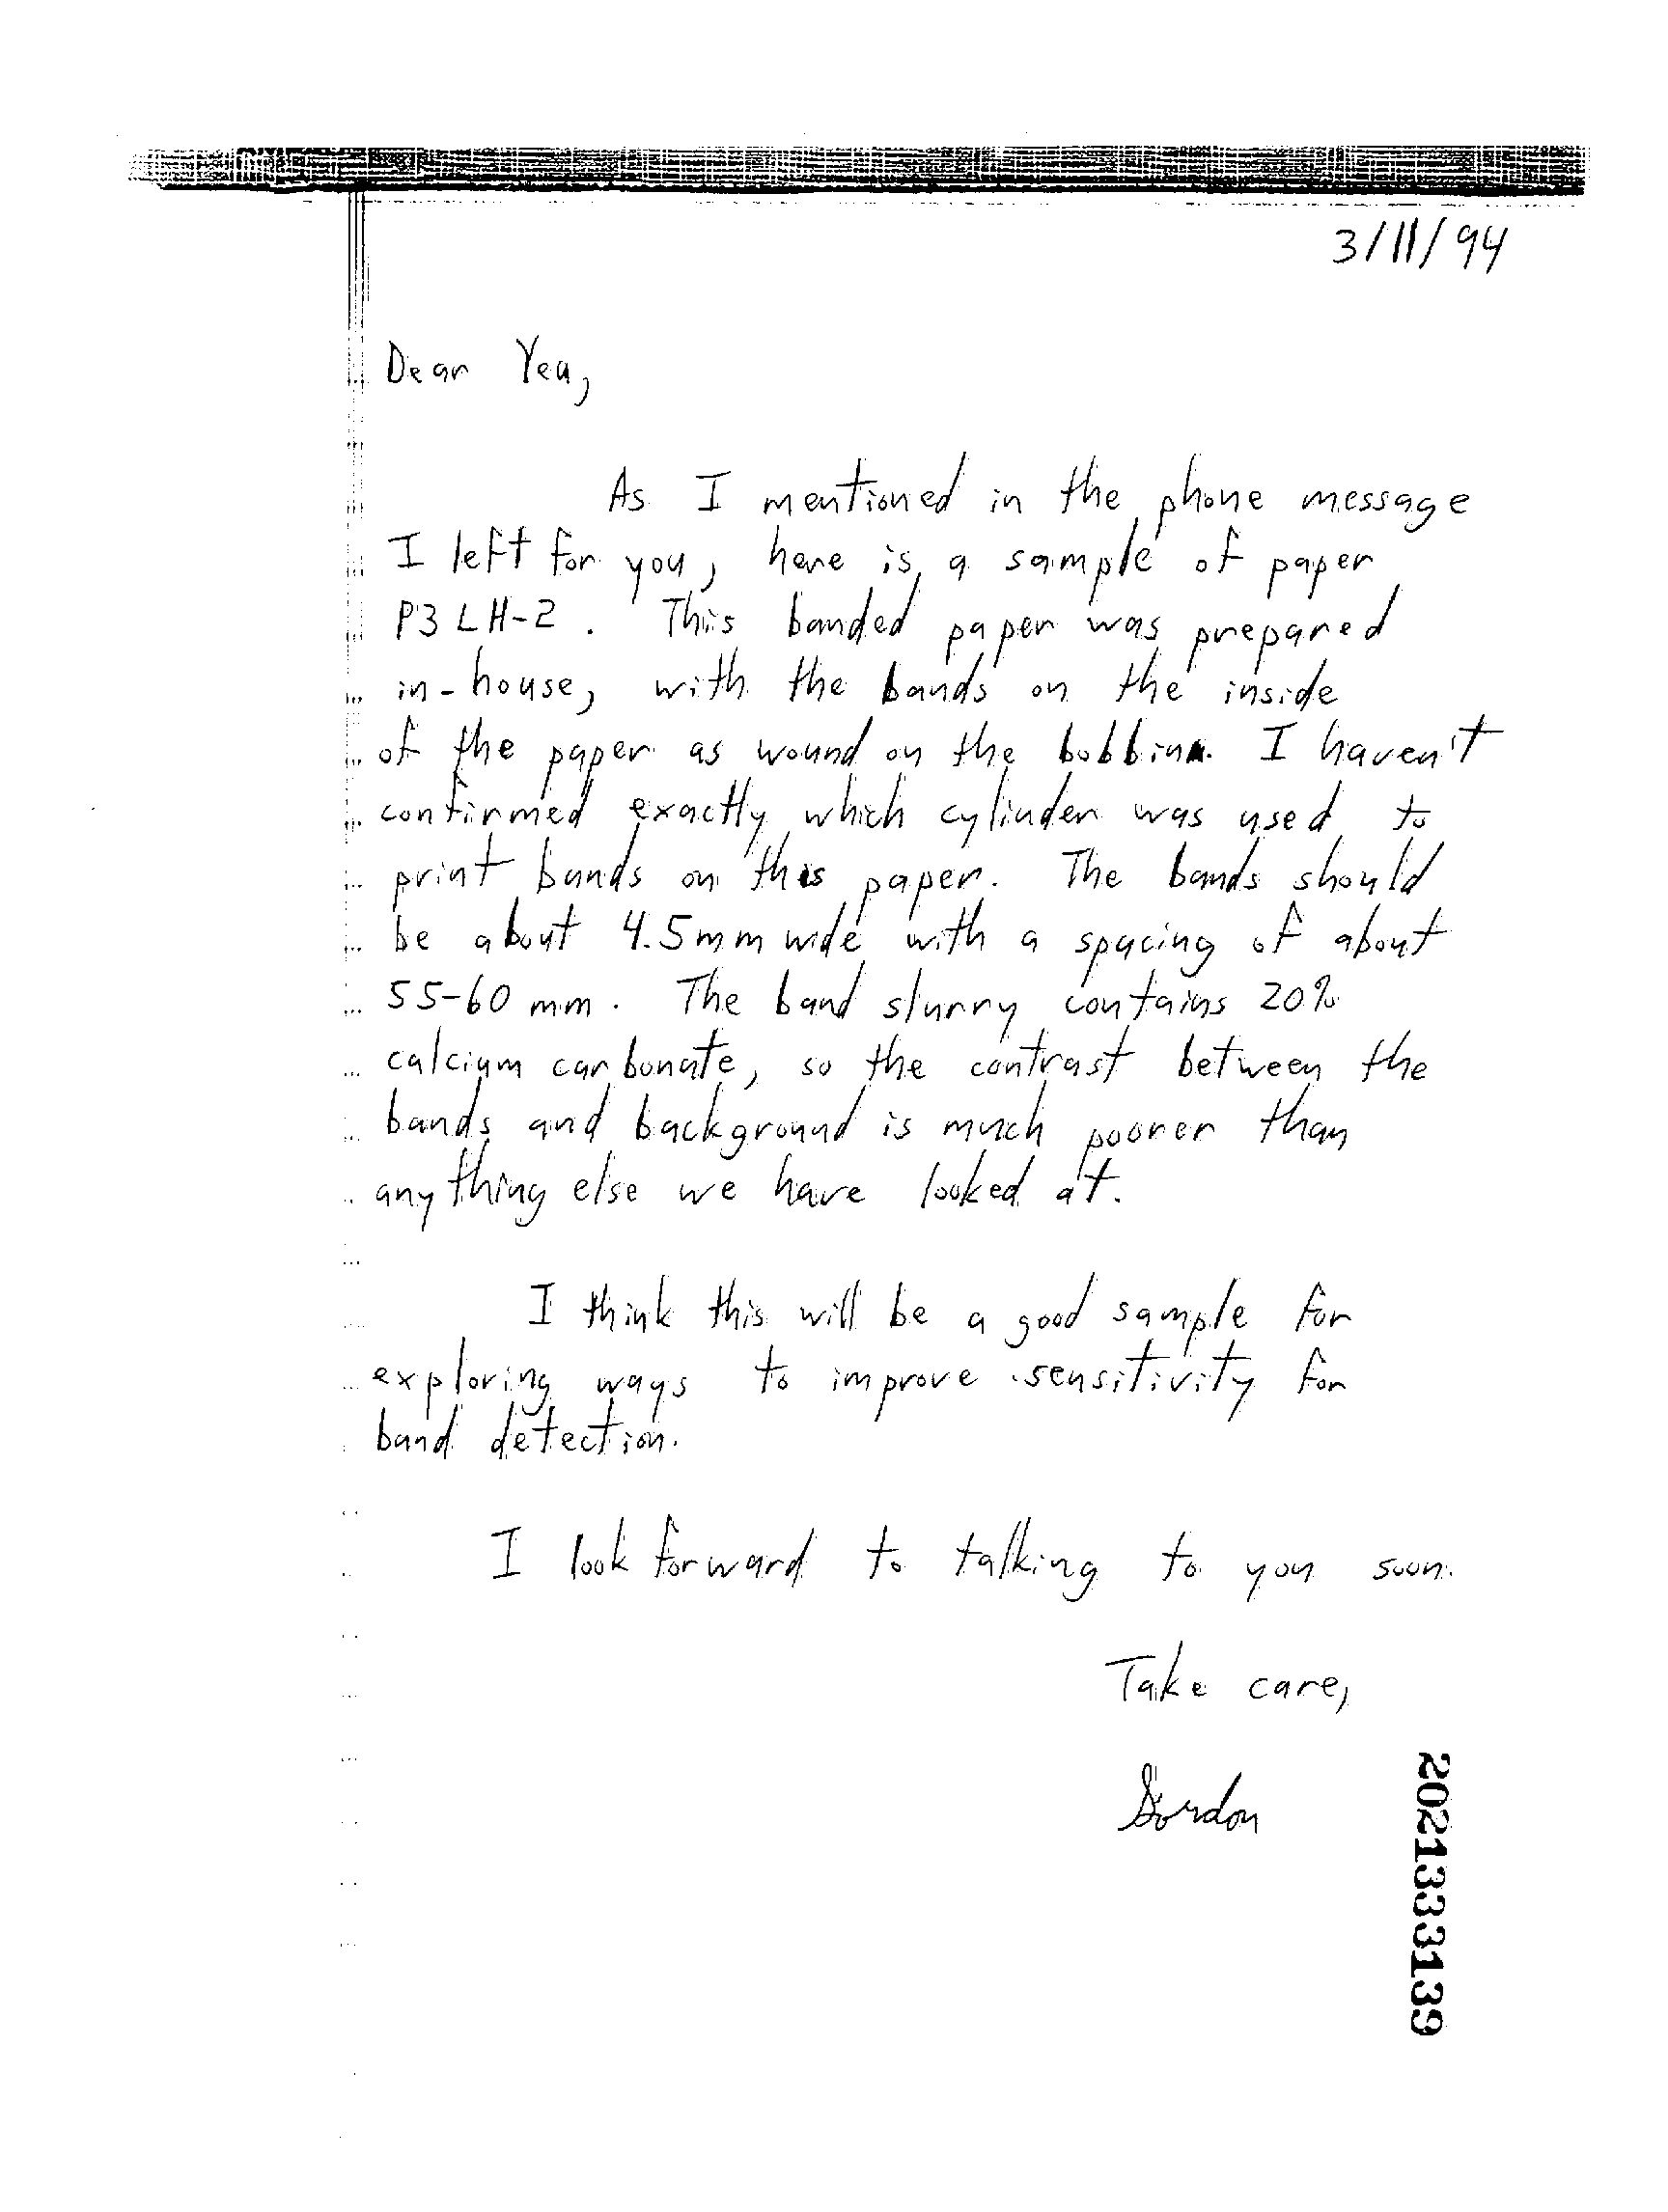 3/11/94
Dear Yea,
As I mentioned in the phone message
I left for you, here is a sample of paper
P3LH-2. This banded paper was prepared
in-house, with the bands on the inside
of the paper as wound on the bobbin. I haven't
confirmed exactly which cylinder was used to
print bands on this paper. The bands should
be about 4.5mm wide with a spacing of about
55-60 mm. The band slurry contains 20%
calcium carbonate, so the contrast between the
bands and background is much poorer than
anything else we have looked at.
I think this will be a good sample for
exploring ways to improve sensitivity for
band detection.
I look forward to talking to you soon.
Take care,
Gordon
2021333139